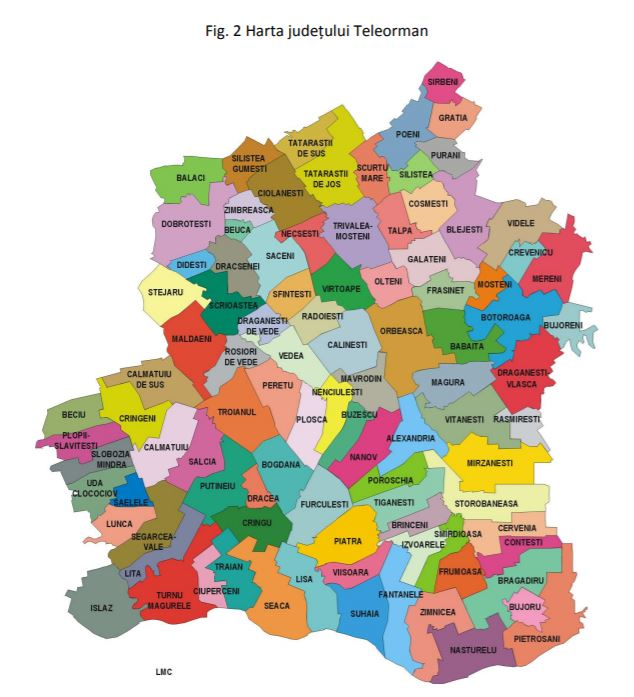 Fig. 2 Harta județului Teleorman
SIRBENI
GRATIA
POENI
PURANI
TATARASTII
DE SUS
SILISTEA
GUMESTI
TATARASTII
DE JOS
SCURTU
MARE
SILISTEA
BALACI
CIOLANESTI
COSMESTI
ZIMBREASCA
DOBROTESTI
BEUCA
NECSESTI
TRIVALEA-
MOSTENI
TALPA
BLEJESTI
VIDELE
SACENI
GALATENI
CREVENICU
DIDESTI
DRACSENEI
MERENI
STEJARU
SFINTESTI
VIRTOAPE
OLTENI
FRASINET
MOSTENI
SCRIOASTEA
DRAGANESTI
DE VEDE
RADOIESTI
ORBEASCA
BOTOROAGA
BUJORENI
MALDAENI
CALINESTI
BABAITA
ROSIORI
DE VEDE
VEDEA
CALMATUIU
DE SUS
PERETU
MAVRODIN
MAGURA
DRAGANESTI-
VLASCA
NENCIULESTI
BECIU
CRINGENI
TROIANUL
PLOSCA
BUZESCU
VITANESTI
RASMIRESTI
PLOPII-
SLAVITESTI
CALMATUIU
ALEXANDRIA
SLOBOZIA
MINDRA
SALCIA
BOGDANA
NANOV
MIRZANESTI
UDA
CLOCOCIOV
PUTINEIU
POROSCHIA
SAELELE
DRACEA
FURCULESTI
TIGANESTI
STOROBANEASA
LUNCA
CRINGU
BRINCENI
SEGARCEA-
VALE
PIATRA
IZVOARELE
SMIRDIOASA
CERVENIA
CONTESTI
LITA
TRAIAN
LISA
VIISOARA
FRUMOASA
BRAGADIRU
ISLAZ
TURNU
MAGURELE
CIUPERCENI
SEACA
SUHAIA
FANTANELE
ZIMNICEA
BUJORU
PIETROSANI
NASTURELU
LMC